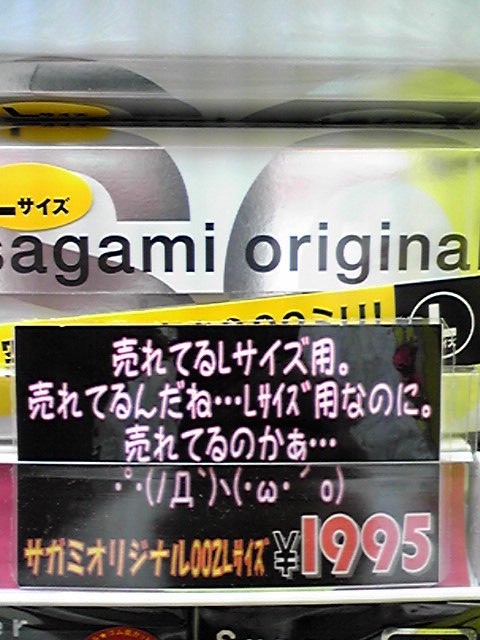 Lサイズ
sagami original
L
売れてるLサイズ用。
売れてるんだね…Lｻｲｽﾞ用なのに。
売れてるのかぁ…
･ﾟ･(ﾉД`)ヽ(･ω･´o)
サガミオリジナル002Lｻｲｽﾞ ¥1995